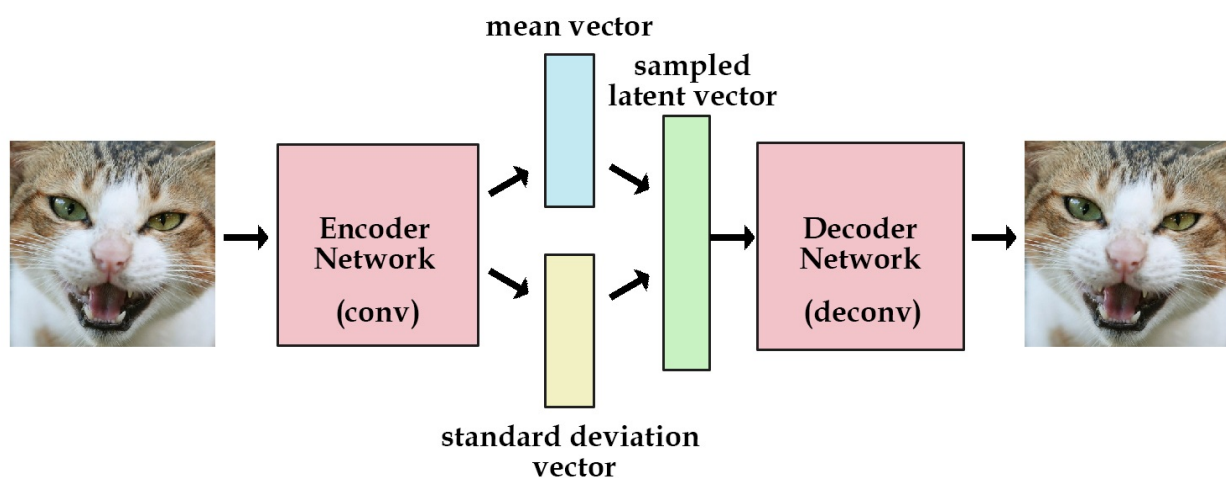 mean vector
sampled
latent vector
Encoder
Network
(conv)
Decoder
Network
(deconv)
standard deviation
vector